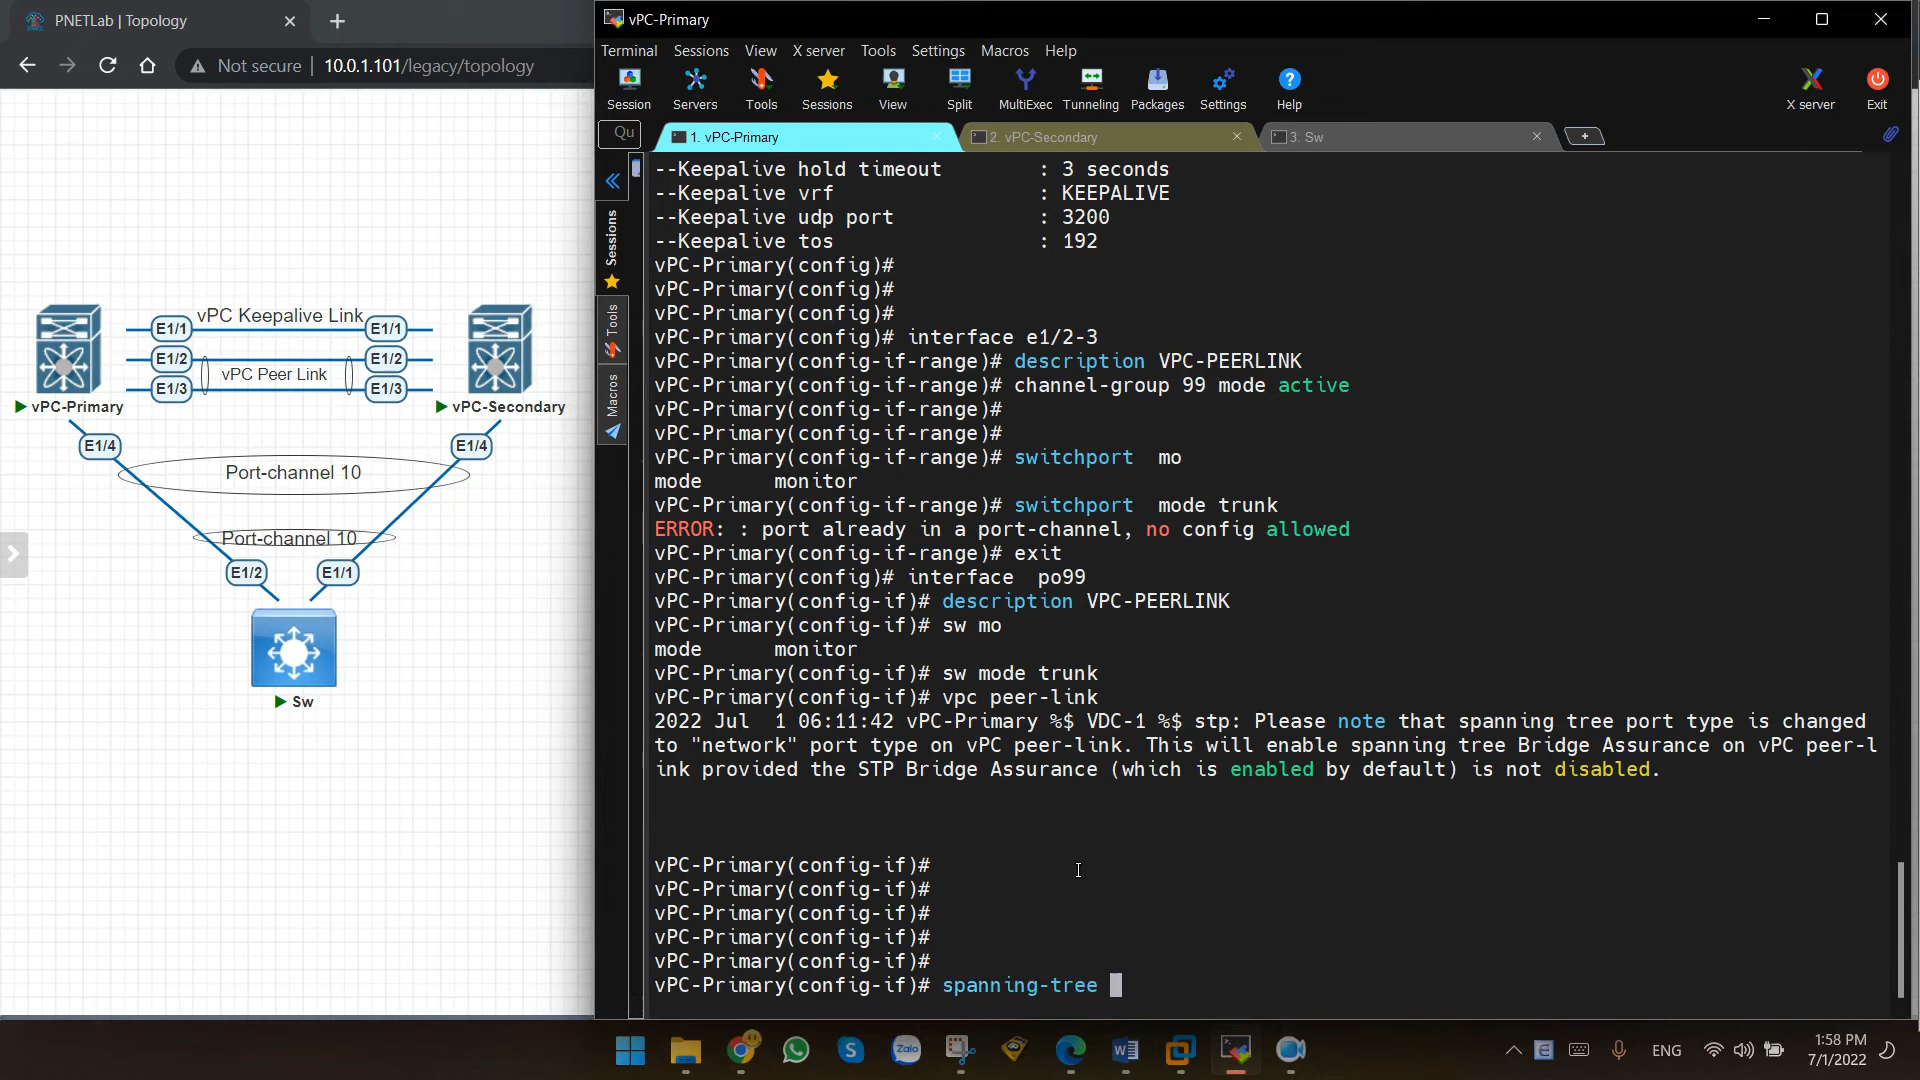 PNETLab | Topology
Not secure | 10.0.1.101/legacy/topology
vPC Keepalive Link
E1/1
E1/1
E1/2
E1/2
vPC Peer Link
E1/3
E1/3
vPC-Primary
vPC-Secondary
E1/4
E1/4
Port-channel 10
Port-channel 10
E1/2
E1/1
Sw
vPC-Primary
Terminal Sessions View X server Tools Settings Macros Help
Session Servers Tools Sessions View Split MultiExec Tunneling Packages Settings Help X server Exit
Qu
1. vPC-Primary
2. vPC-Secondary
3. Sw
Sessions
Tools
Macros
--Keepalive hold timeout : 3 seconds
--Keepalive vrf : KEEPALIVE
--Keepalive udp port : 3200
--Keepalive tos : 192
vPC-Primary(config)#
vPC-Primary(config)#
vPC-Primary(config)#
vPC-Primary(config)# interface e1/2-3
vPC-Primary(config-if-range)# description VPC-PEERLINK
vPC-Primary(config-if-range)# channel-group 99 mode active
vPC-Primary(config-if-range)#
vPC-Primary(config-if-range)#
vPC-Primary(config-if-range)# switchport mo
mode monitor
vPC-Primary(config-if-range)# switchport mode trunk
ERROR: : port already in a port-channel, no config allowed
vPC-Primary(config-if-range)# exit
vPC-Primary(config)# interface po99
vPC-Primary(config-if)# description VPC-PEERLINK
vPC-Primary(config-if)# sw mo
mode monitor
vPC-Primary(config-if)# sw mode trunk
vPC-Primary(config-if)# vpc peer-link
2022 Jul 1 06:11:42 vPC-Primary %$ VDC-1 %$ stp: Please note that spanning tree port type is changed
to "network" port type on vPC peer-link. This will enable spanning tree Bridge Assurance on vPC peer-l
ink provided the STP Bridge Assurance (which is enabled by default) is not disabled.
vPC-Primary(config-if)#
vPC-Primary(config-if)#
vPC-Primary(config-if)#
vPC-Primary(config-if)#
vPC-Primary(config-if)#
vPC-Primary(config-if)# spanning-tree
Zalo
ENG
1:58 PM
7/1/2022